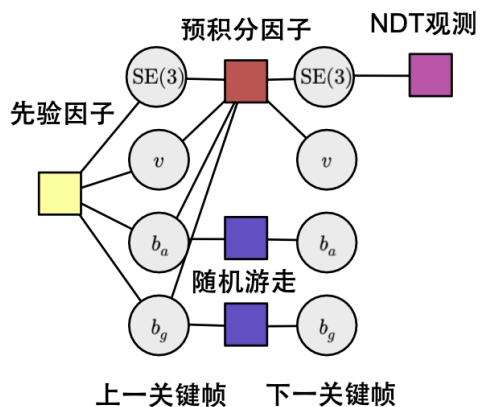 NDT观测
预积分因子
SE(3)
SE(3)
先验因子
v
v
b_a
b_a
随机游走
b_g
b_g
上一关键帧
下一关键帧